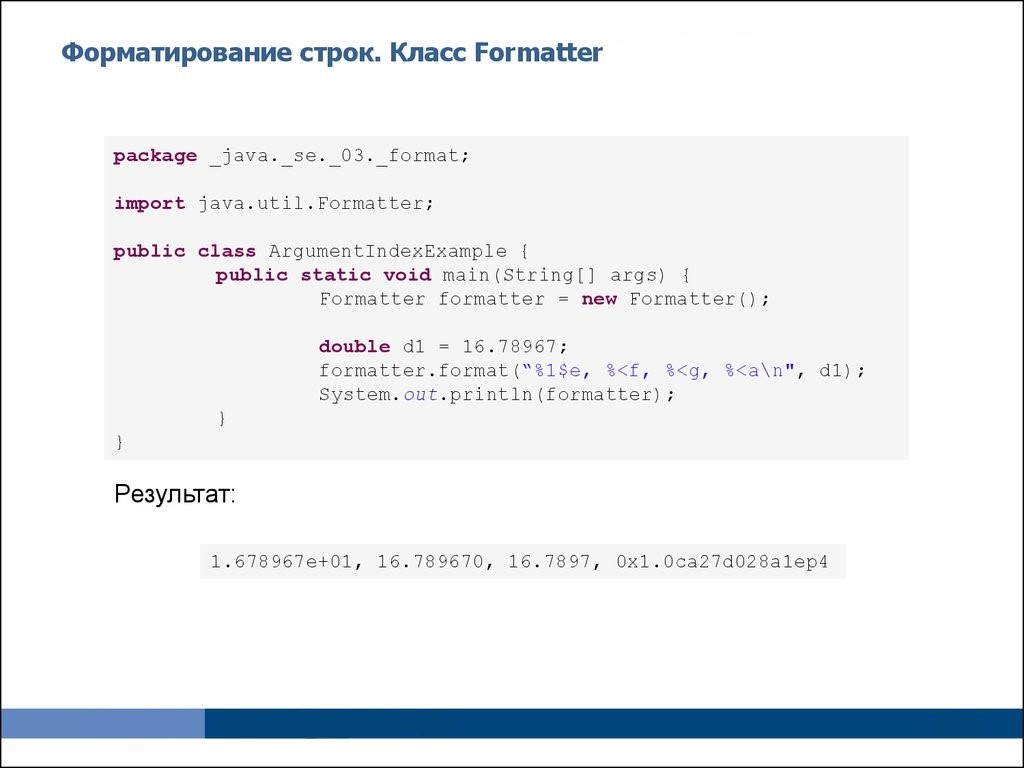 Форматирование строк. Класс Formatter
package _java._se._03._format;
import java.util.Formatter;
public class ArgumentIndexExample {
public static void main(String[] args) {
Formatter formatter = new Formatter();
double d1 = 16.78967;
formatter.format(“%1$e, %<f, %<g, %<a\n", d1);
System.out.println(formatter);
}
}
Результат:
1.678967e+01, 16.789670, 16.7897, 0x1.0ca27d028a1ep4